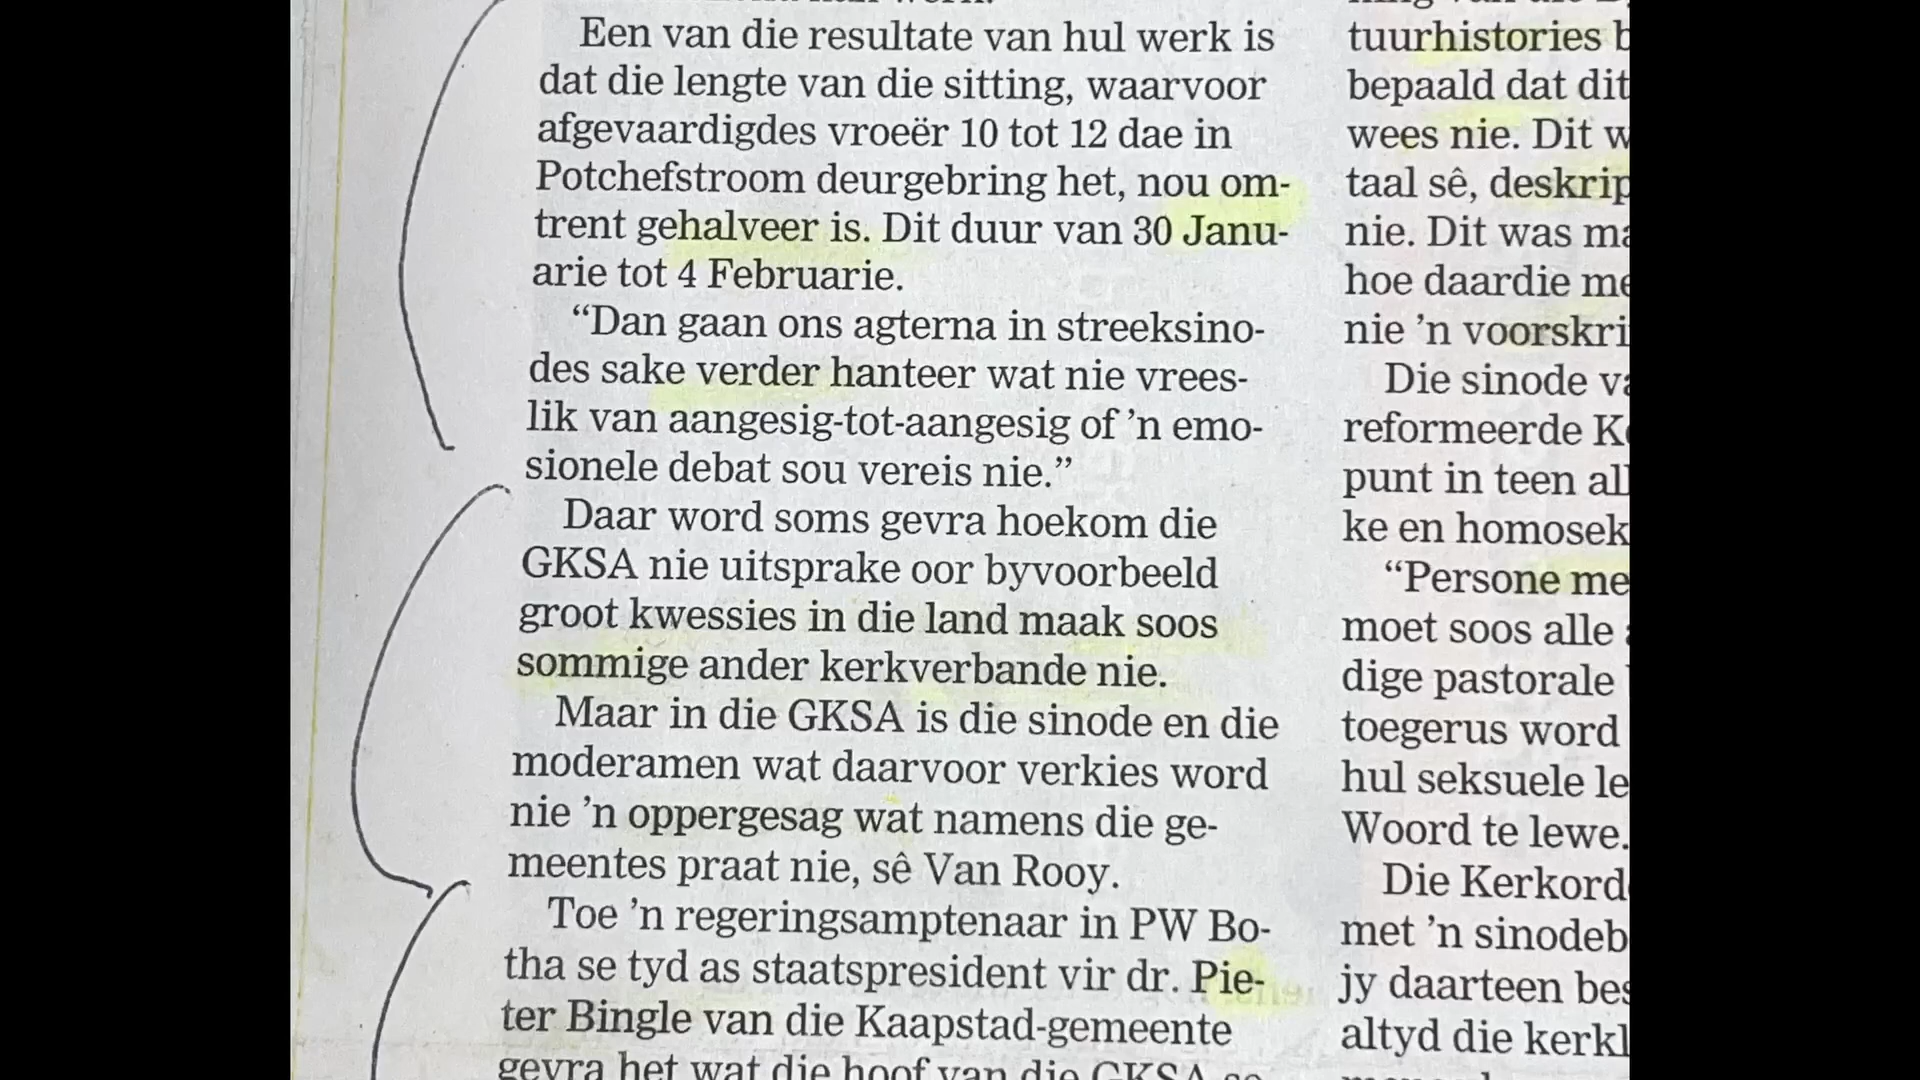 Een van die resultate van hul werk is
dat die lengte van die sitting, waarvoor
afgevaardigdes vroeër 10 tot 12 dae in
Potchefstroom deurgebring het, nou om-
trent gehalveer is. Dit duur van 30 Janu-
arie tot 4 Februarie.
“Dan gaan ons agterna in streeksino-
des sake verder hanteer wat nie vrees-
lik van aangesig-tot-aangesig of ’n emo-
sionele debat sou vereis nie.”
Daar word soms gevra hoekom die
GKSA nie uitsprake oor byvoorbeeld
groot kwessies in die land maak soos
sommige ander kerkverbande nie.
Maar in die GKSA is die sinode en die
moderamen wat daarvoor verkies word
nie ’n oppergesag wat namens die ge-
meentes praat nie, sê Van Rooy.
Toe ’n regeringsamptenaar in PW Bo-
tha se tyd as staatspresident vir dr. Pie-
ter Bingle van die Kaapstad-gemeente
gevra het wat die hoof van die GKSA se
tuurhistories
bepaald dat dit
wees nie. Dit
taal sê,
nie. Dit was
hoe daardie
nie ’n
Die sinode
reformeerde
punt in teen
ke en
“Persone
moet soos alle
dige pastorale
toegerus word
hul seksuele
Woord te lewe.
Die
met ’n
jy daarteen
altyd die